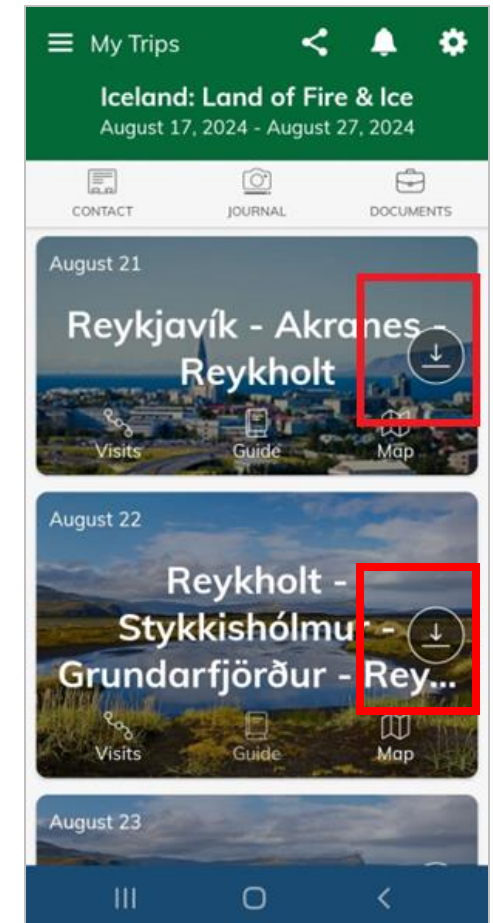 My Trips
Iceland: Land of Fire & Ice
August 17, 2024 - August 27, 2024
CONTACT
JOURNAL
DOCUMENTS
August 21
Reykjavík - Akranes -
Reykholt
Visits
Guide
Map
August 22
Reykholt -
Stykkishólmur -
Grundarfjörður - Rey...
Visits
Guide
Map
August 23